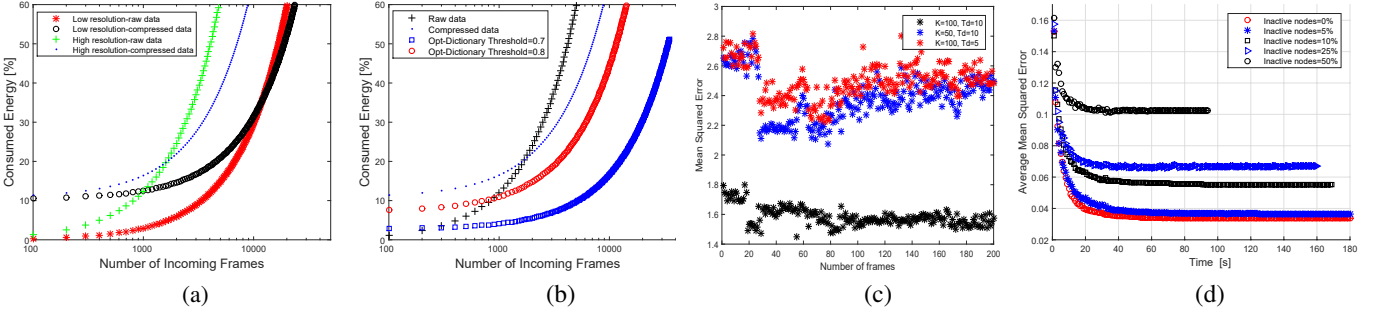 60
50
40
30
20
10
0
100
1000
10000
Consumed Energy [%]
Number of Incoming Frames
Low resolution-raw data
Low resolution-compressed data
High resolution-raw data
High resolution-compressed data
(a)
60
50
40
30
20
10
0
100
1000
10000
Consumed Energy [%]
Number of Incoming Frames
Raw data
Compressed data
Opt-Dictionary Threshold=0.7
Opt-Dictionary Threshold=0.8
(b)
3
2.8
2.6
2.4
2.2
2
1.8
1.6
1.4
0 20 40 60 80 100 120 140 160 180 200
Mean Squared Error
Number of frames
K=100, Td=10
K=50, Td=10
K=100, Td=5
(c)
0.16
0.14
0.12
0.1
0.08
0.06
0.04
0.02
0 20 40 60 80 100 120 140 160 180
Average Mean Squared Error
Time [s]
Inactive nodes=0%
Inactive nodes=5%
Inactive nodes=10%
Inactive nodes=25%
Inactive nodes=50%
(d)